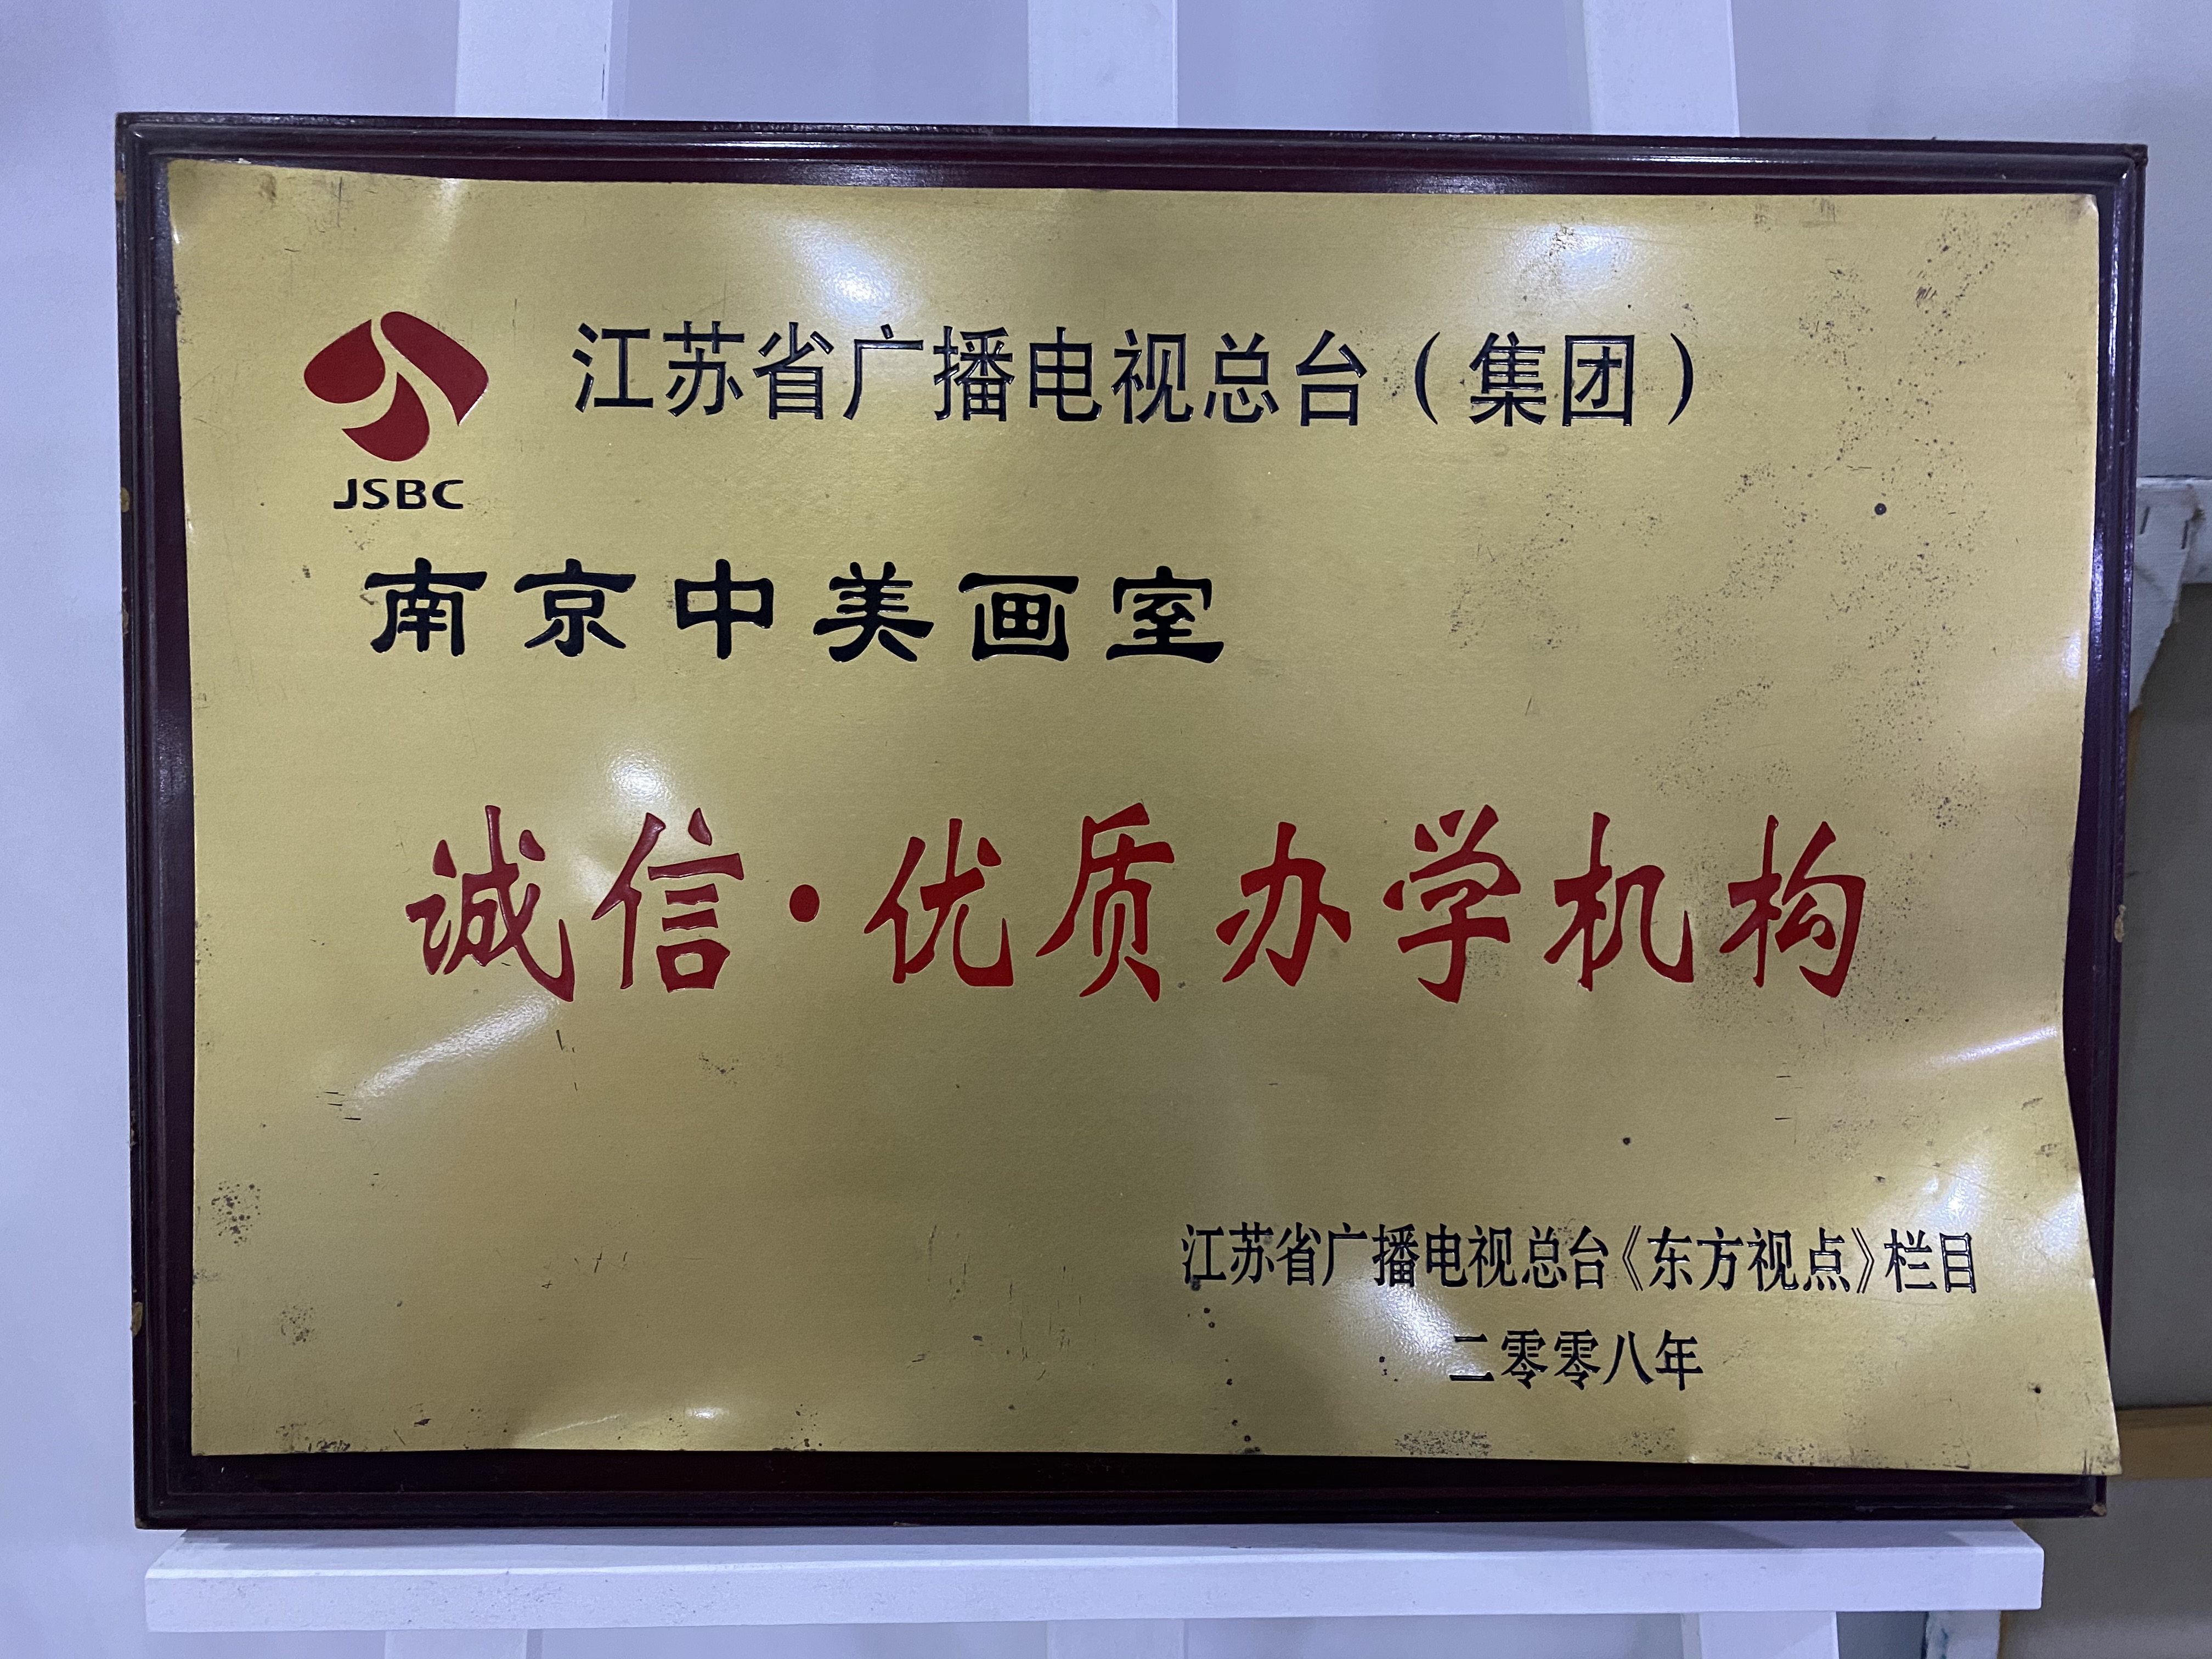 江苏省广播电视总台（集团）
JSBC
南京中美画室
诚信·优质办学机构
江苏省广播电视总台《东方视点》栏目
二零零八年